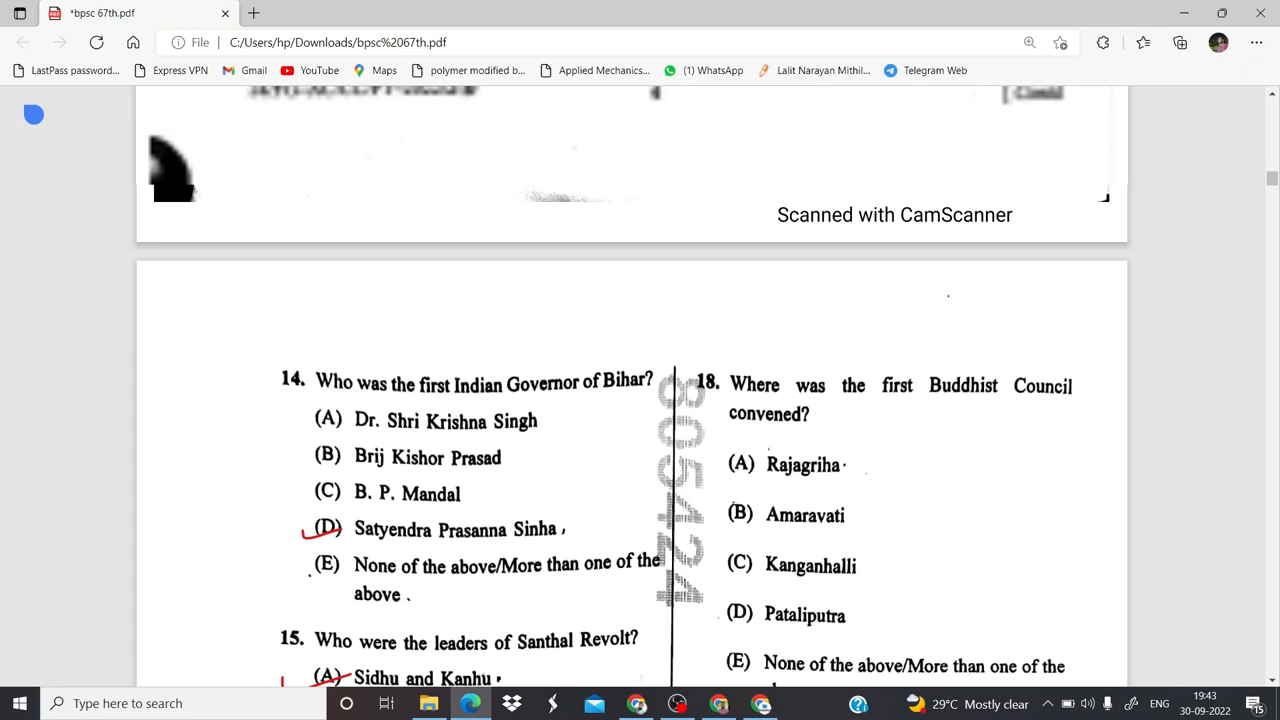 *bpsc 67th.pdf
File
C:/Users/hp/Downloads/bpsc%2067th.pdf
LastPass password...
Express VPN
Gmail
YouTube
Maps
polymer modified b...
Applied Mechanics...
(1) WhatsApp
Lalit Narayan Mithil...
Telegram Web
Scanned with CamScanner
14. Who was the first Indian Governor of Bihar?
(A) Dr. Shri Krishna Singh
(B) Brij Kishor Prasad
(C) B. P. Mandal
(D) Satyendra Prasanna Sinha
(E) None of the above/More than one of the
above
15. Who were the leaders of Santhal Revolt?
(A) Sidhu and Kanhu
18. Where was the first Buddhist Council
convened?
(A) Rajagriha
(B) Amaravati
(C) Kanganhalli
(D) Pataliputra
(E) None of the above/More than one of the
Type here to search
29°C Mostly clear
ENG
19:43
30-09-2022
15